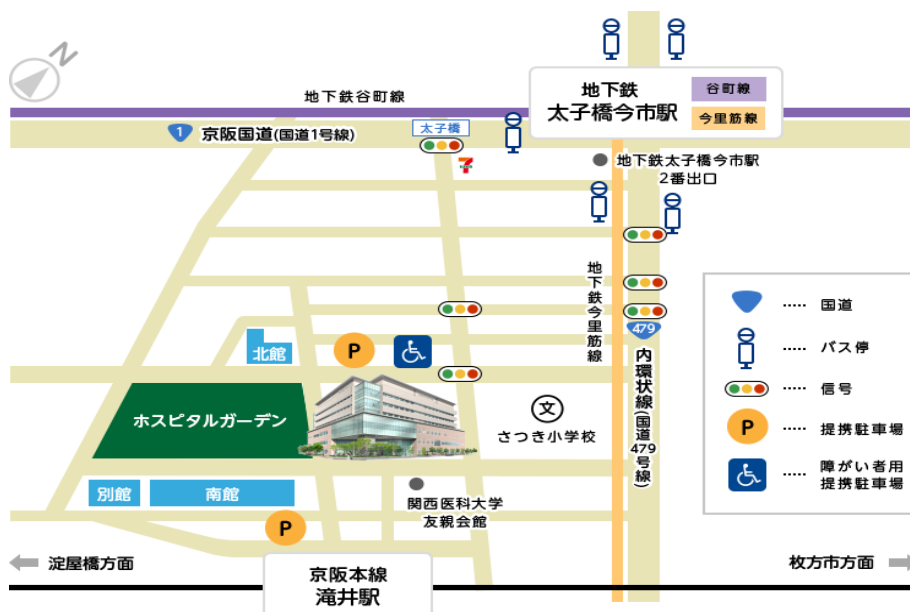 N
地下鉄
太子橋今市駅
谷町線
今里筋線
地下鉄谷町線
1
京阪国道(国道1号線)
太子橋
7
地下鉄太子橋今市駅
2番出口
地下鉄今里筋線
479
内環状線(国道479号線)
北館
P
ホスピタルガーデン
文
さつき小学校
別館
南館
関西医科大学
友親会館
P
淀屋橋方面
枚方市方面
京阪本線
滝井駅
..... 国道
..... バス停
..... 信号
P ..... 提携駐車場
..... 障がい者用
提携駐車場